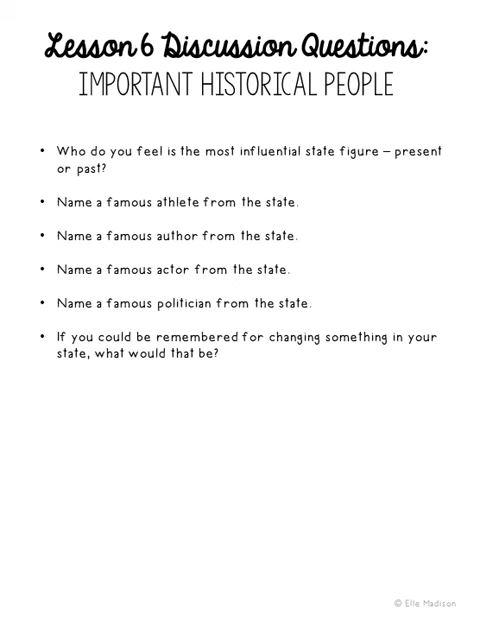 Lesson 6 Discussion Questions:
IMPORTANT HISTORICAL PEOPLE
• Who do you feel is the most influential state figure – present
or past?
• Name a famous athlete from the state.
• Name a famous author from the state.
• Name a famous actor from the state.
• Name a famous politician from the state.
• If you could be remembered for changing something in your
state, what would that be?
© Elle Madison